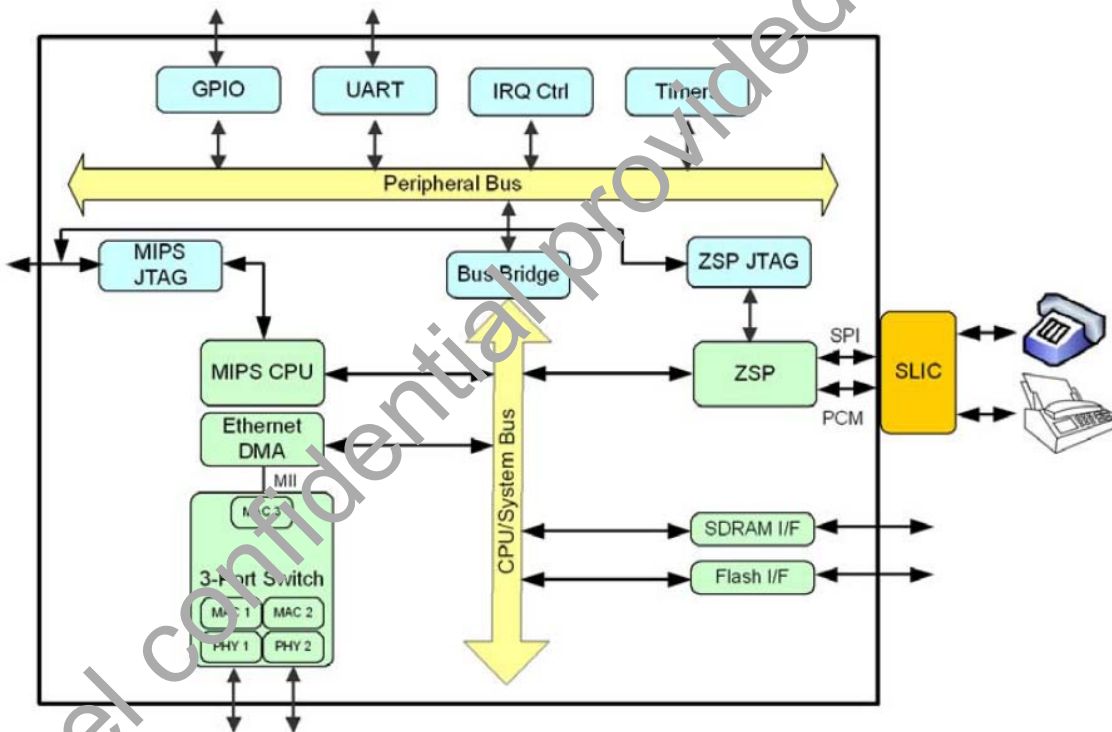 GPIO
UART
IRQ Ctrl
Timers
Peripheral Bus
MIPS
JTAG
Bus Bridge
ZSP JTAG
MIPS CPU
ZSP
SPI
PCM
SLIC
Ethernet
DMA
MII
MAC 3
3-Port Switch
MAC 1
MAC 2
PHY 1
PHY 2
CPU/System Bus
SDRAM I/F
Flash I/F
el confidential provided